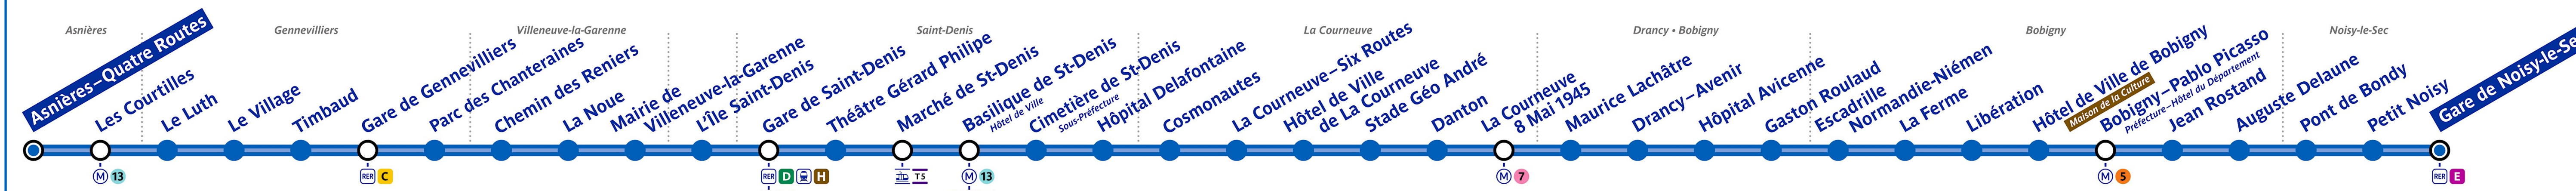 Asnières
Gennevilliers
Villeneuve-la-Garenne
Saint-Denis
La Courneuve
Drancy • Bobigny
Bobigny
Noisy-le-Sec
Asnières–Quatre Routes
Les Courtilles
Le Luth
Le Village
Timbaud
Gare de Gennevilliers
Parc des Chanteraines
Chemin des Reniers
La Noue
Mairie de
Villeneuve-la-Garenne
L'Île Saint-Denis
Gare de Saint-Denis
Théâtre Gérard Philipe
Marché de St-Denis
Basilique de St-Denis
Hôtel de Ville
Cimetière de St-Denis
Sous-Préfecture
Hôpital Delafontaine
Cosmonautes
La Courneuve–Six Routes
Hôtel de Ville
de La Courneuve
Stade Géo André
Danton
La Courneuve
8 Mai 1945
Maurice Lachâtre
Drancy–Avenir
Hôpital Avicenne
Gaston Roulaud
Escadrille
Normandie-Niémen
La Ferme
Libération
Hôtel de Ville de Bobigny
Maison de la Culture
Bobigny–Pablo Picasso
Préfecture–Hôtel du Département
Jean Rostand
Auguste Delaune
Pont de Bondy
Petit Noisy
Gare de Noisy-le-Se
M 13
RER C
RER D H
T5
M 13
M 7
M 5
RER E